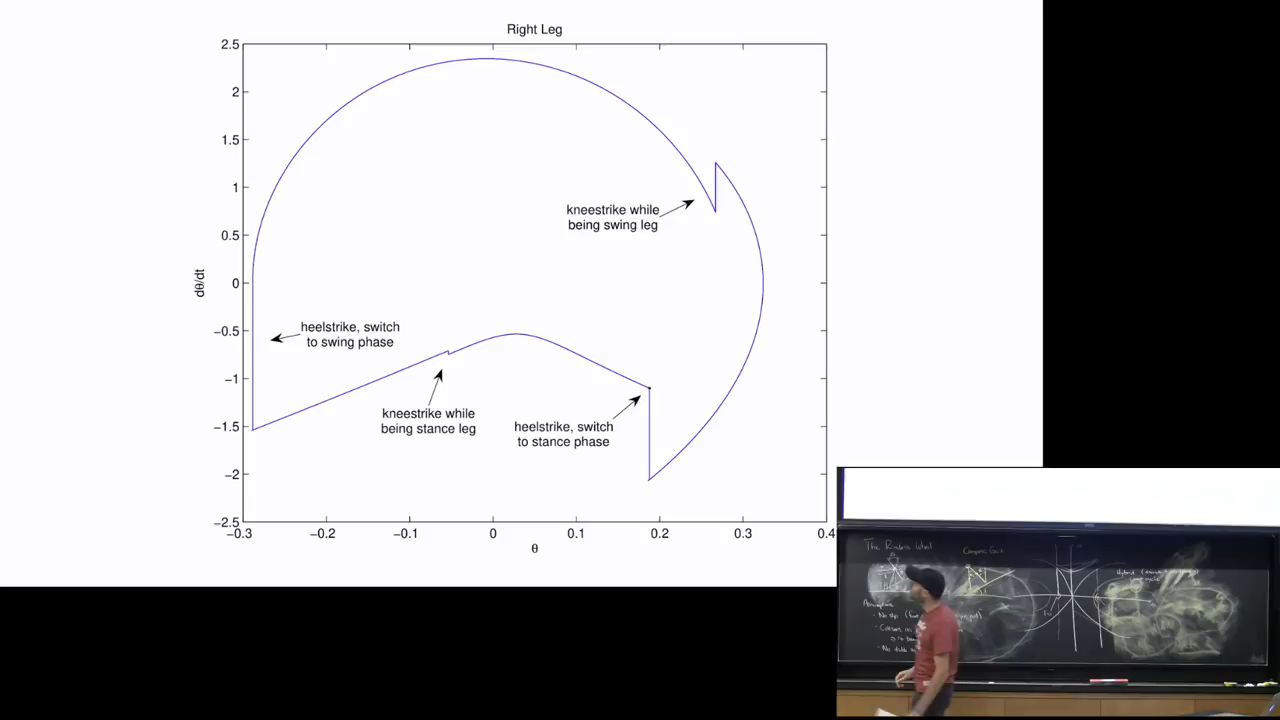 Right Leg
2.5
2
1.5
1
0.5
0
−0.5
−1
−1.5
−2
−2.5
dθ/dt
kneestrike while
being swing leg
heelstrike, switch
to swing phase
kneestrike while
being stance leg
heelstrike, switch
to stance phase
−0.3
−0.2
−0.1
0
0.1
0.2
0.3
0.4
θ
The Rimless Wheel
Compass Gait
Hybrid